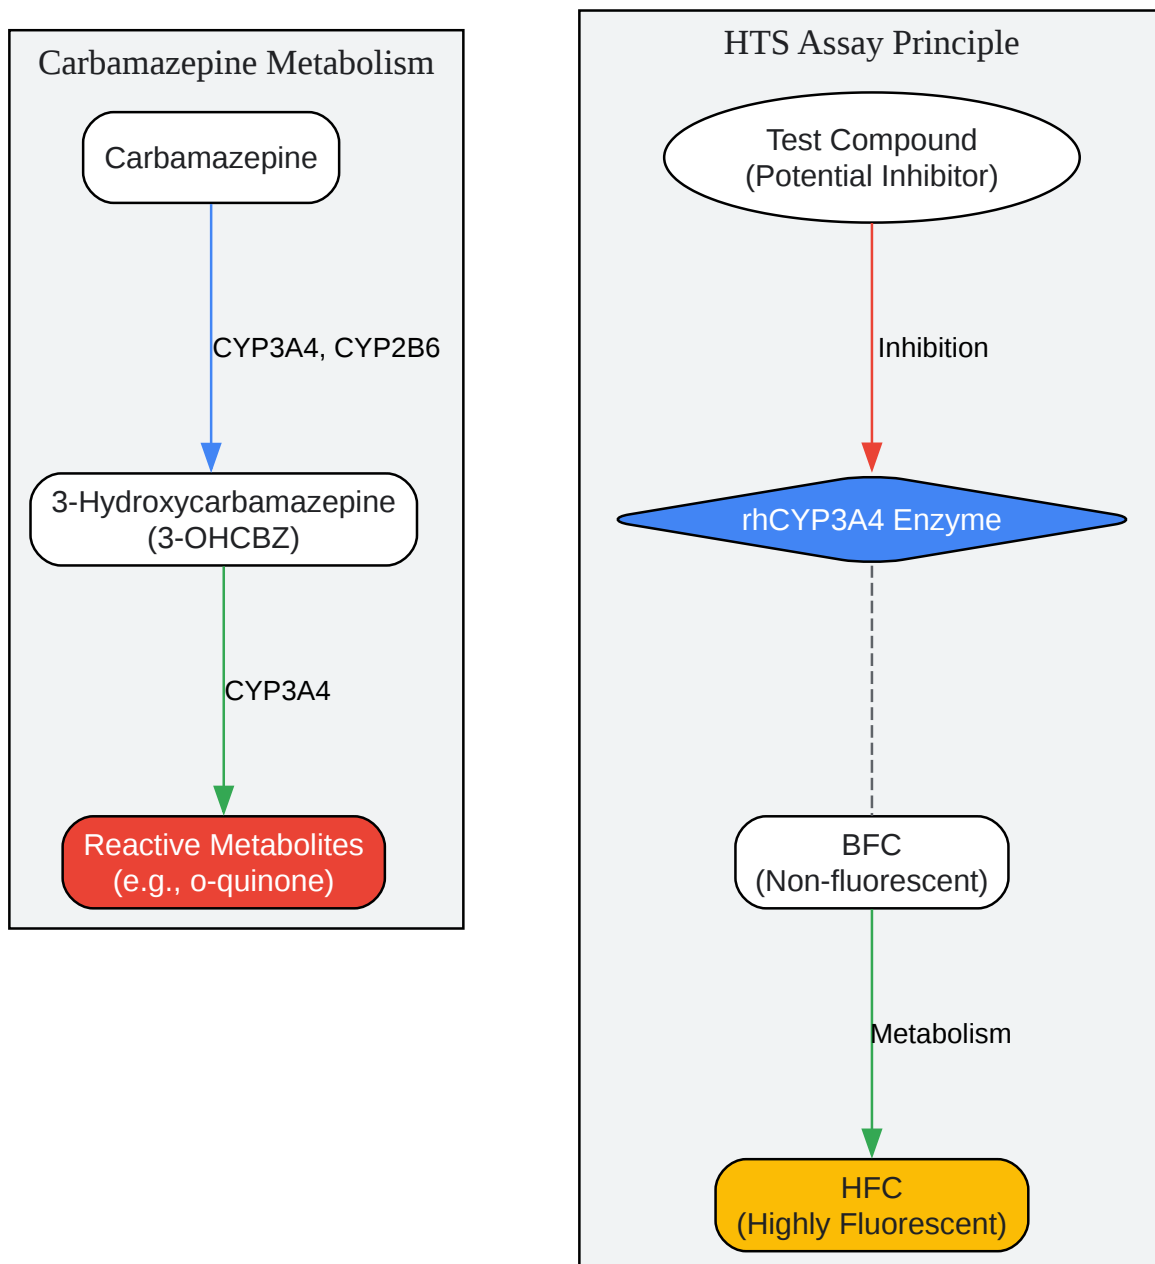 Carbamazepine Metabolism
Carbamazepine
CYP3A4, CYP2B6
3-Hydroxycarbamazepine
(3-OHCBZ)
CYP3A4
Reactive Metabolites
(e.g., o-quinone)
HTS Assay Principle
Test Compound
(Potential Inhibitor)
Inhibition
rhCYP3A4 Enzyme
BFC
(Non-fluorescent)
Metabolism
HFC
(Highly Fluorescent)